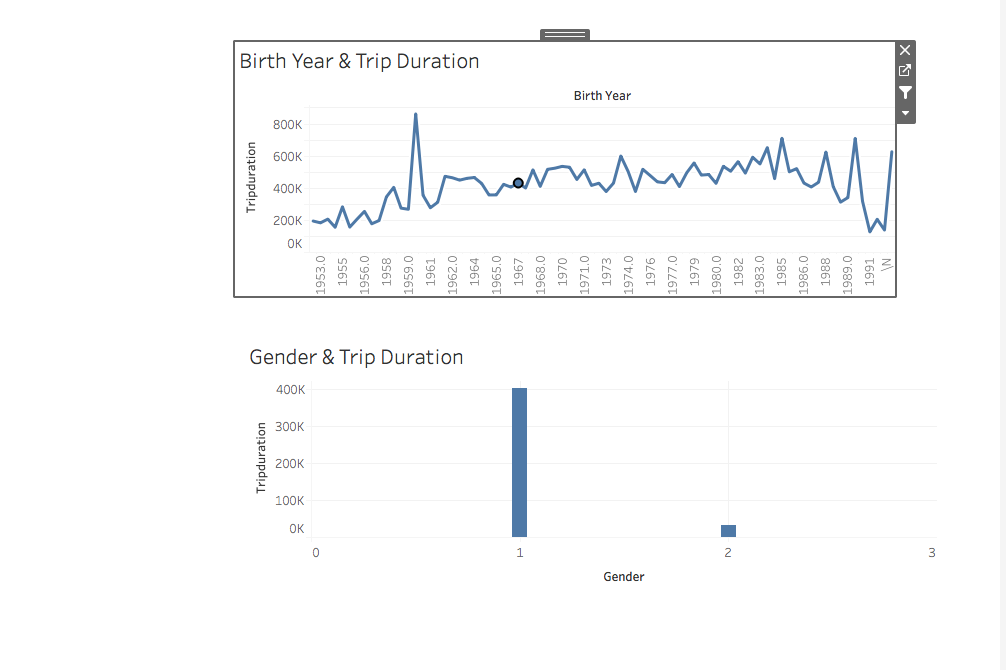 Birth Year & Trip Duration
Birth Year
Tripduration
800K
600K
400K
200K
0K
1953.0 1955 1956.0 1958 1959.0 1961 1962.0 1964 1965.0 1967 1968.0 1970 1971.0 1973 1974.0 1976 1977.0 1979 1980.0 1982 1983.0 1985 1986.0 1988 1989.0 1991 \N
Gender & Trip Duration
Tripduration
400K
300K
200K
100K
0K
0 1 2 3
Gender